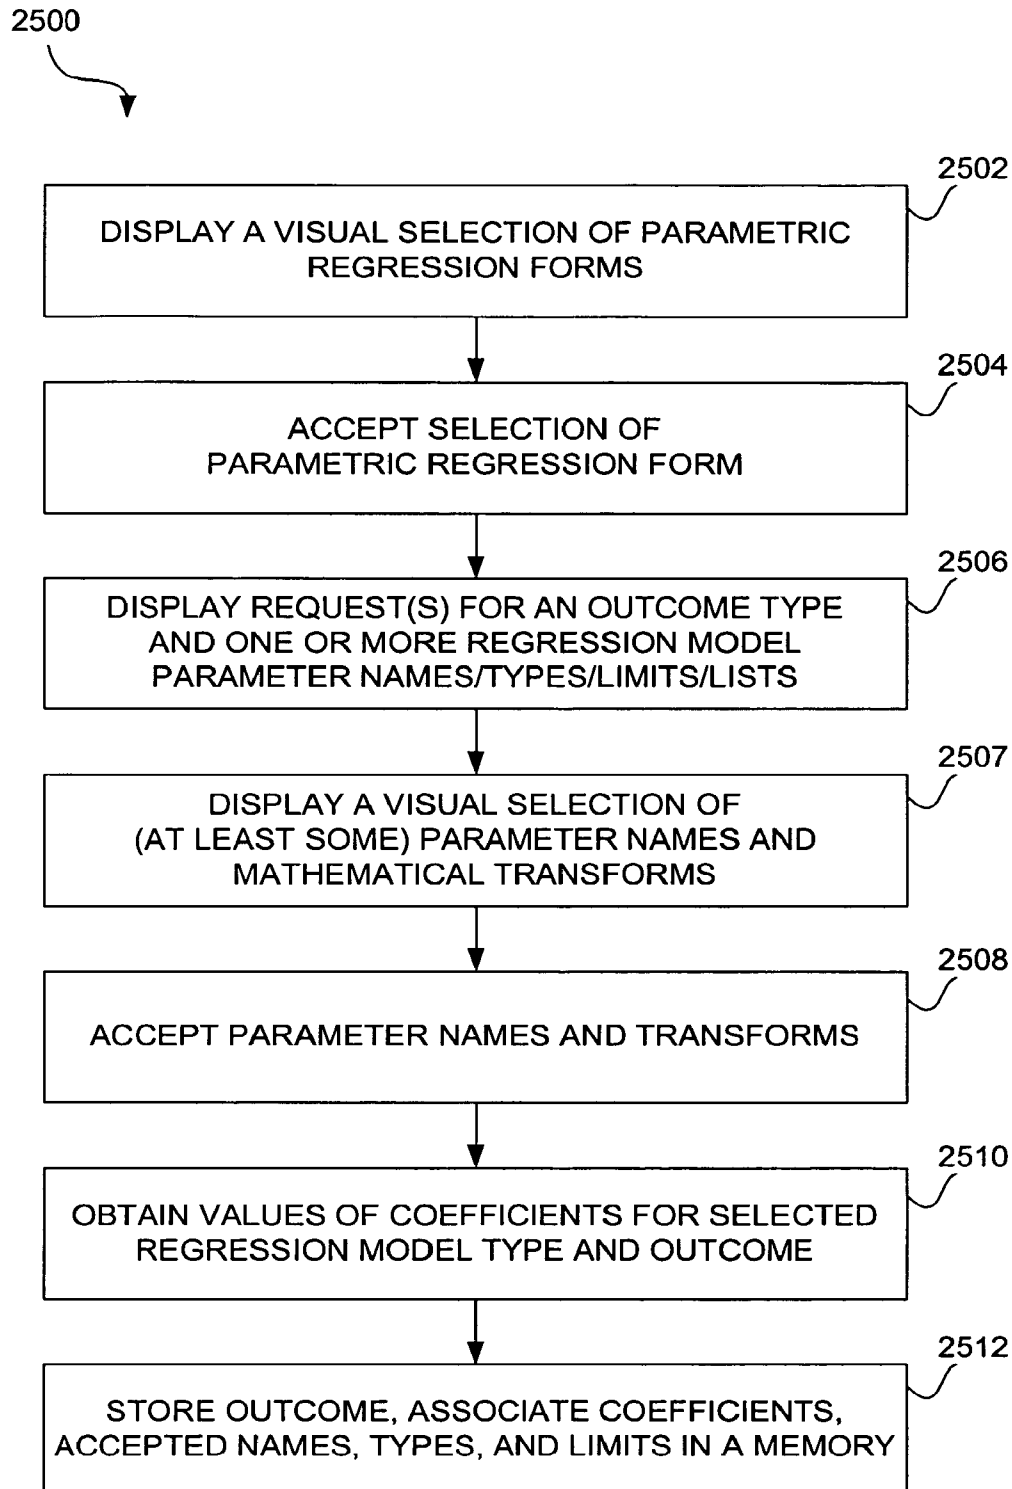 2500
2502
DISPLAY A VISUAL SELECTION OF PARAMETRIC
REGRESSION FORMS
2504
ACCEPT SELECTION OF
PARAMETRIC REGRESSION FORM
2506
DISPLAY REQUEST(S) FOR AN OUTCOME TYPE
AND ONE OR MORE REGRESSION MODEL
PARAMETER NAMES/TYPES/LIMITS/LISTS
2507
DISPLAY A VISUAL SELECTION OF
(AT LEAST SOME) PARAMETER NAMES AND
MATHEMATICAL TRANSFORMS
2508
ACCEPT PARAMETER NAMES AND TRANSFORMS
2510
OBTAIN VALUES OF COEFFICIENTS FOR SELECTED
REGRESSION MODEL TYPE AND OUTCOME
2512
STORE OUTCOME, ASSOCIATE COEFFICIENTS,
ACCEPTED NAMES, TYPES, AND LIMITS IN A MEMORY